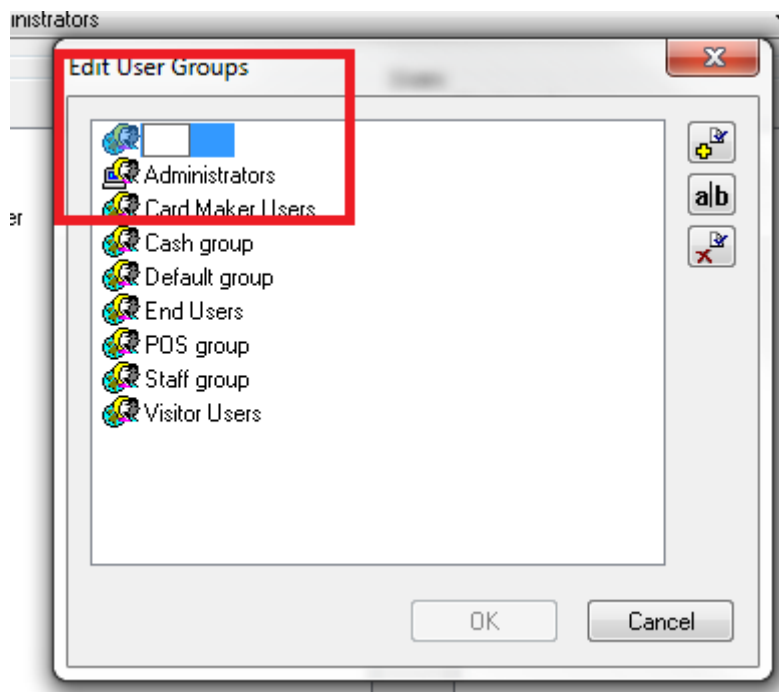 inistrators
Edit User Groups
Administrators
Card Maker Users
Cash group
Default group
End Users
POS group
Staff group
Visitor Users
a|b
er
OK
Cancel